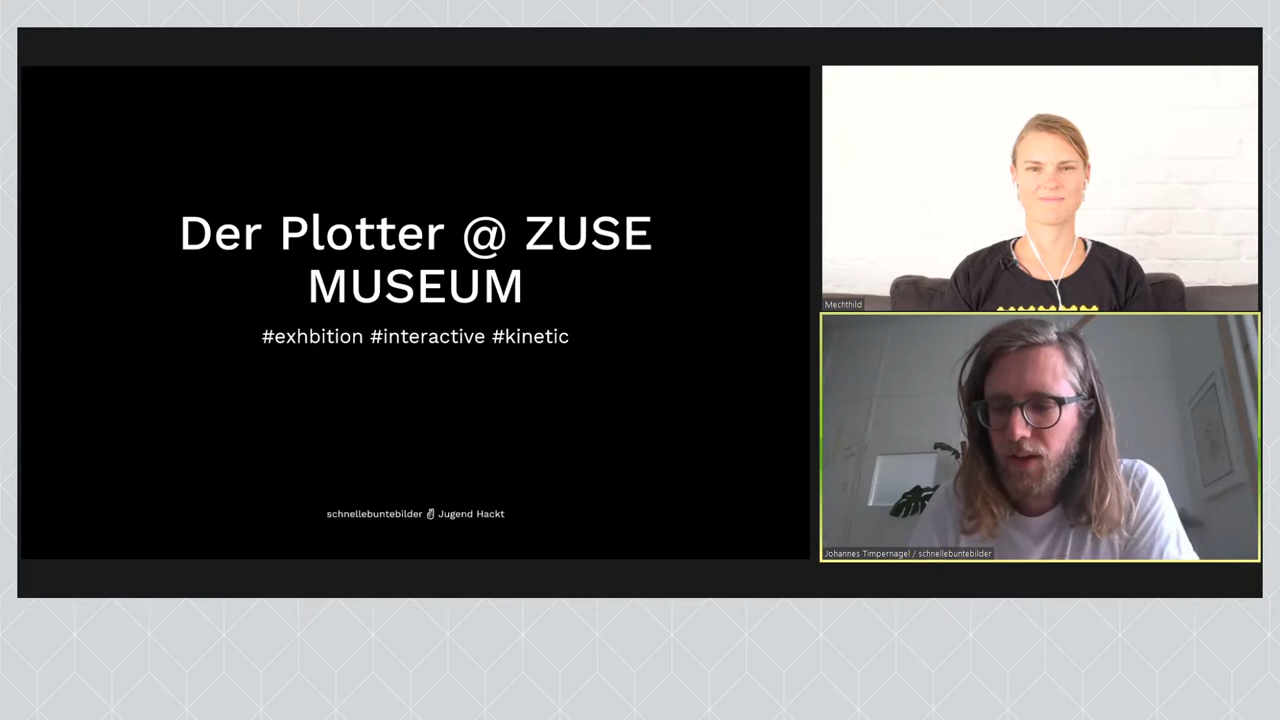 Der Plotter @ ZUSE
MUSEUM
#exhbition #interactive #kinetic
schnellebuntebilder ✌ Jugend Hackt
Mechthild
Johannes Timpernagel / schnellebuntebilder